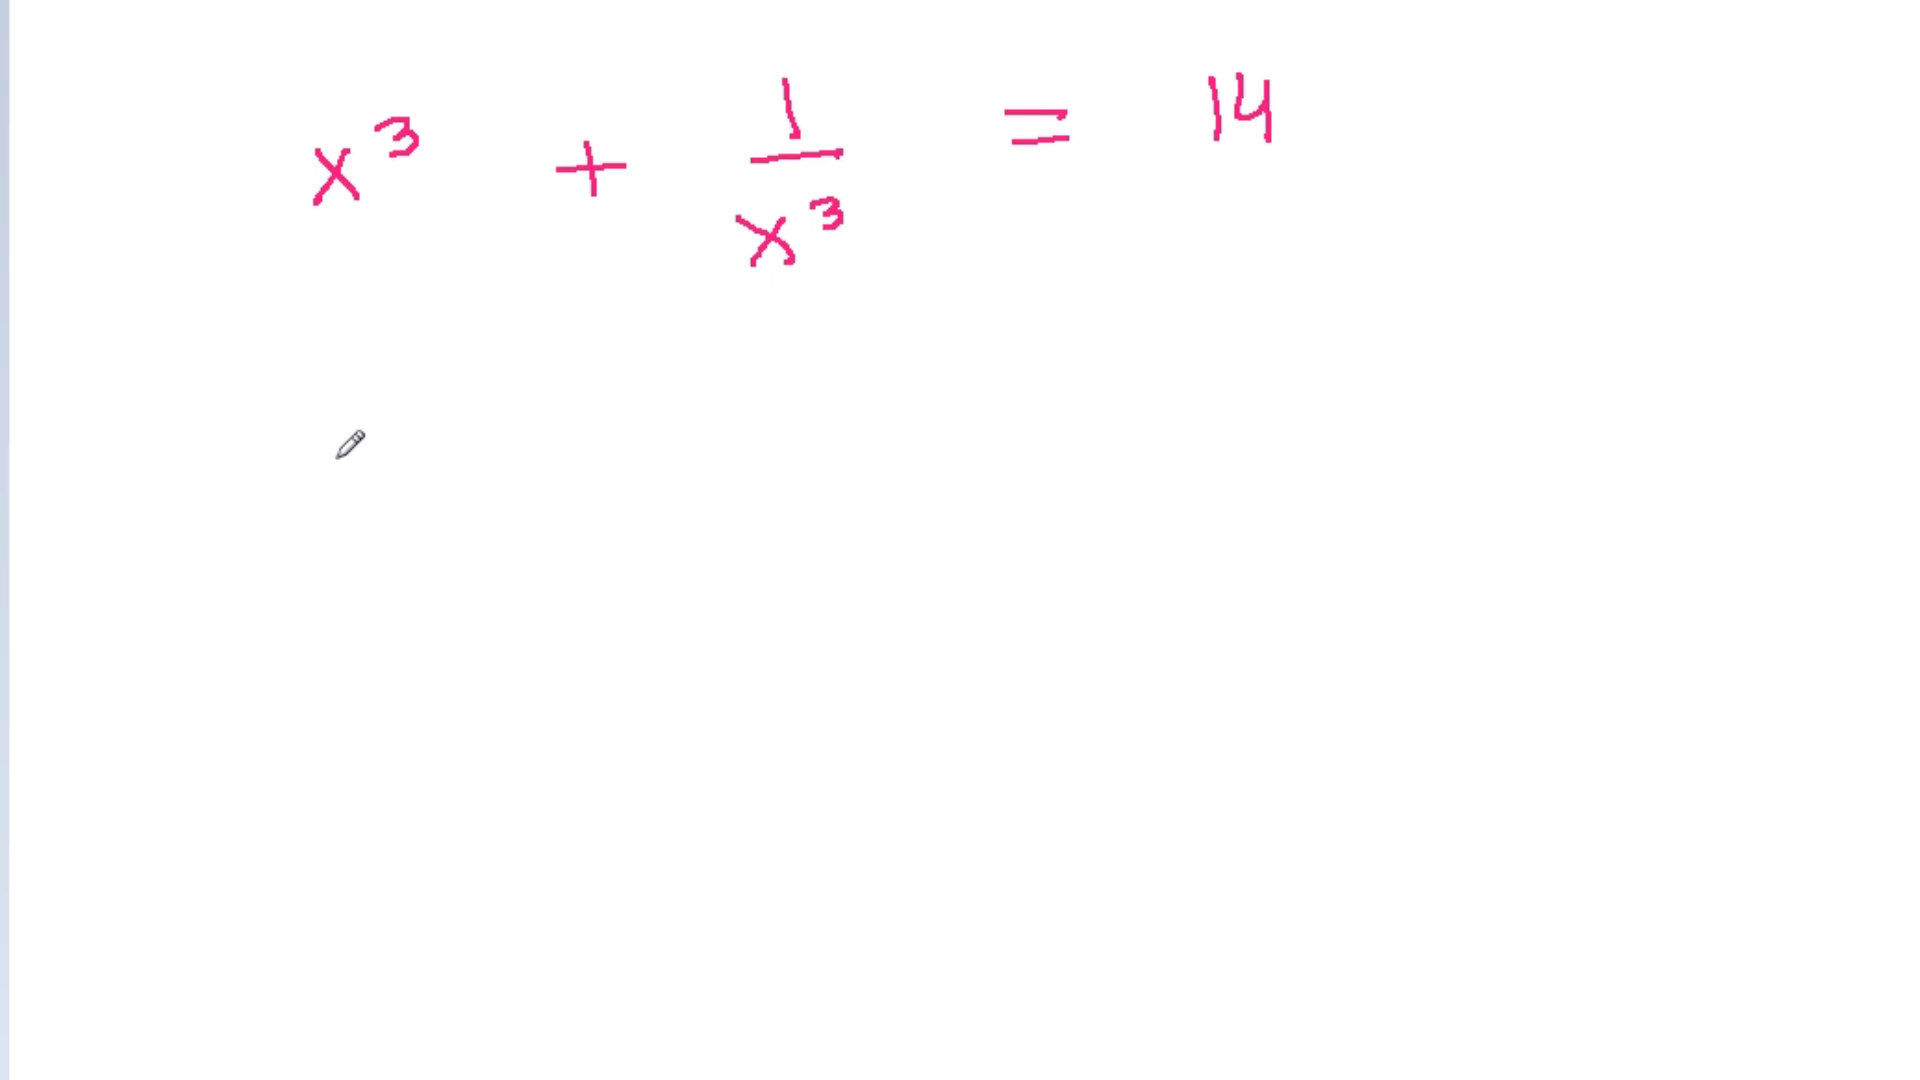 x³ + 1/x³ = 14